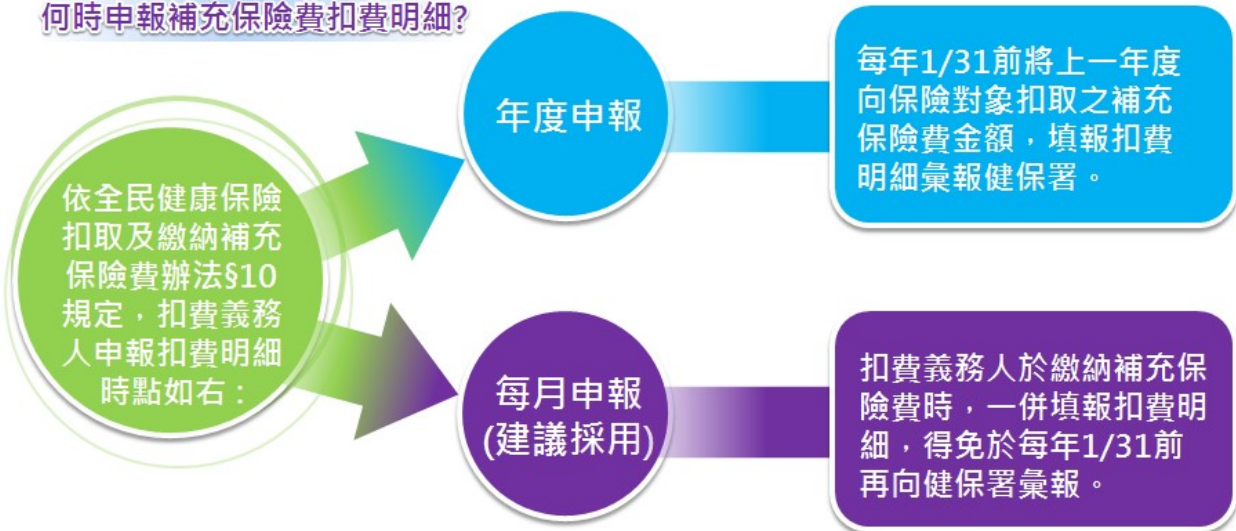 何時申報補充保險費扣費明細?
依全民健康保險
扣取及繳納補充
保險費辦法§10
規定，扣費義務
人申報扣費明細
時點如右：
年度申報
每年1/31前將上一年度
向保險對象扣取之補充
保險費金額，填報扣費
明細彙報健保署。
每月申報
(建議採用)
扣費義務人於繳納補充保
險費時，一併填報扣費明
細，得免於每年1/31前
再向健保署彙報。